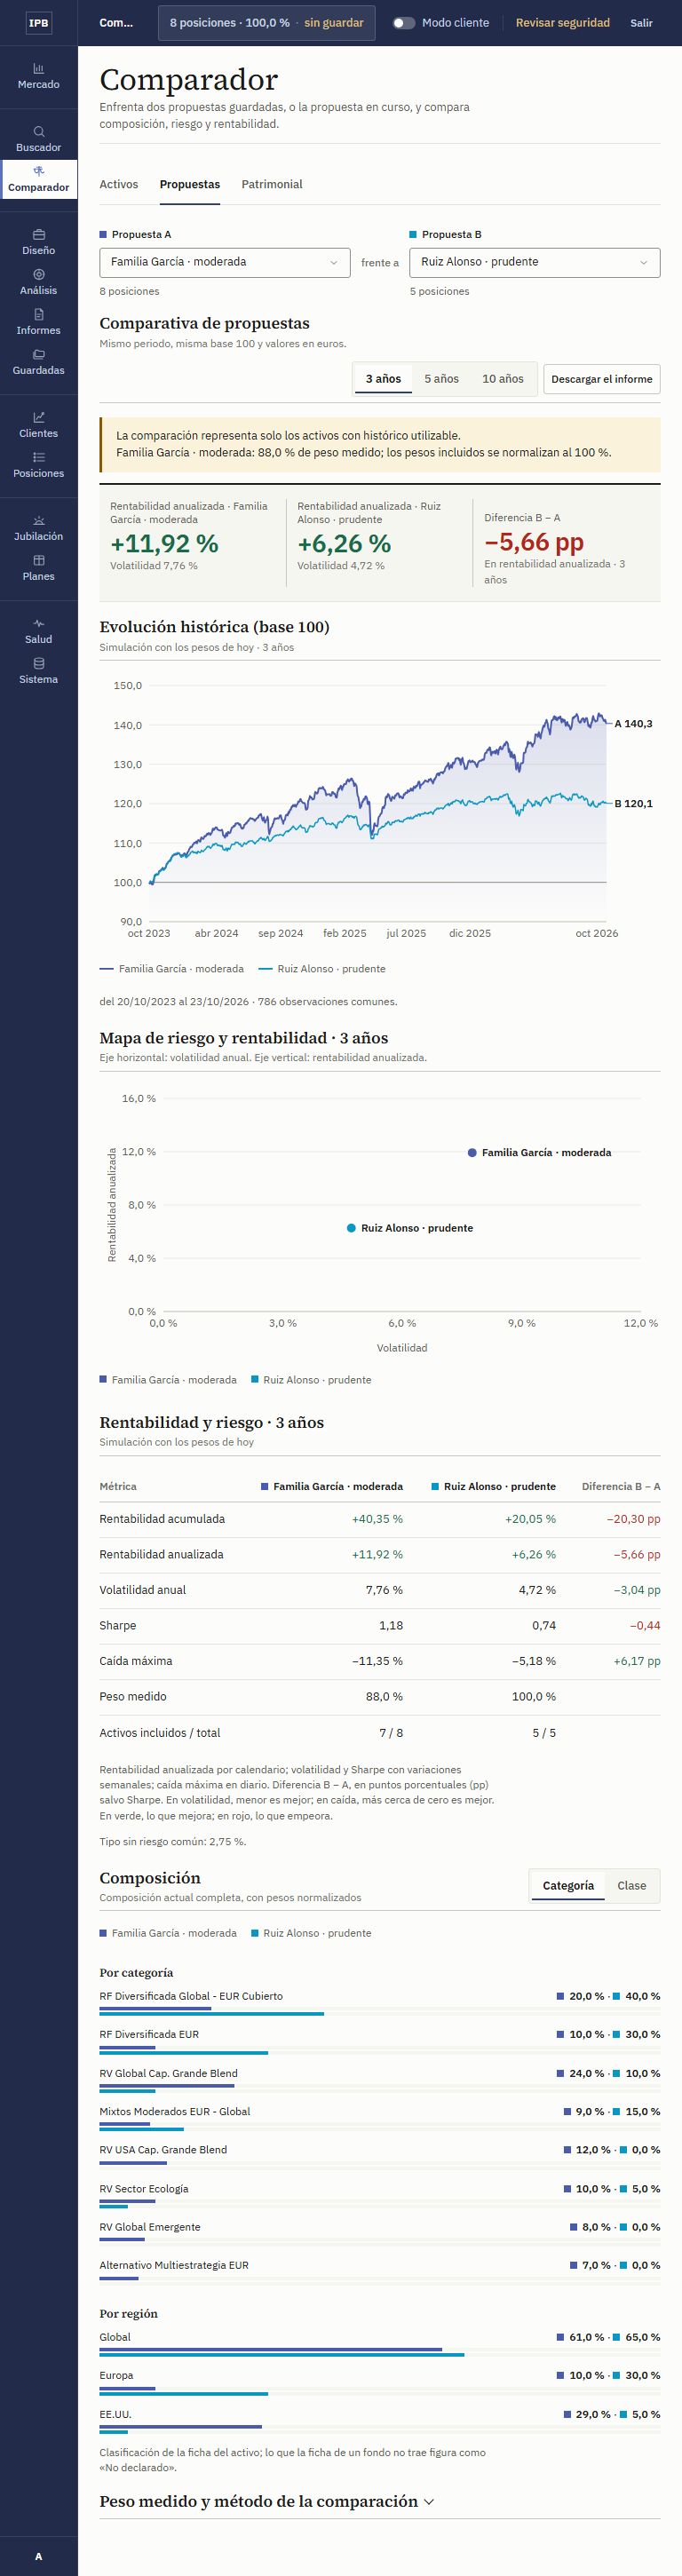 IPB
Com...
8 posiciones · 100,0 % · sin guardar
Modo cliente
Revisar seguridad
Salir
Mercado
Buscador
Comparador
Diseño
Análisis
Informes
Guardadas
Clientes
Posiciones
Jubilación
Planes
Salud
Sistema
A
Comparador
Enfrenta dos propuestas guardadas, o la propuesta en curso, y compara
composición, riesgo y rentabilidad.
Activos Propuestas Patrimonial
Propuesta A
Familia García · moderada
8 posiciones
frente a
Propuesta B
Ruiz Alonso · prudente
5 posiciones
Comparativa de propuestas
Mismo periodo, misma base 100 y valores en euros.
3 años 5 años 10 años Descargar el informe
La comparación representa solo los activos con histórico utilizable.
Familia García · moderada: 88,0 % de peso medido; los pesos incluidos se normalizan al 100 %.
Rentabilidad anualizada · Familia
García · moderada
+11,92 %
Volatilidad 7,76 %
Rentabilidad anualizada · Ruiz
Alonso · prudente
+6,26 %
Volatilidad 4,72 %
Diferencia B − A
−5,66 pp
En rentabilidad anualizada · 3
años
Evolución histórica (base 100)
Simulación con los pesos de hoy · 3 años
150,0
140,0
130,0
120,0
110,0
100,0
90,0
A 140,3
B 120,1
oct 2023 abr 2024 sep 2024 feb 2025 jul 2025 dic 2025 oct 2026
Familia García · moderada Ruiz Alonso · prudente
del 20/10/2023 al 23/10/2026 · 786 observaciones comunes.
Mapa de riesgo y rentabilidad · 3 años
Eje horizontal: volatilidad anual. Eje vertical: rentabilidad anualizada.
Rentabilidad anualizada
16,0 %
12,0 %
8,0 %
4,0 %
0,0 %
Familia García · moderada
Ruiz Alonso · prudente
0,0 % 3,0 % 6,0 % 9,0 % 12,0 %
Volatilidad
Familia García · moderada Ruiz Alonso · prudente
Rentabilidad y riesgo · 3 años
Simulación con los pesos de hoy
Métrica Familia García · moderada Ruiz Alonso · prudente Diferencia B − A
Rentabilidad acumulada +40,35 % +20,05 % −20,30 pp
Rentabilidad anualizada +11,92 % +6,26 % −5,66 pp
Volatilidad anual 7,76 % 4,72 % −3,04 pp
Sharpe 1,18 0,74 −0,44
Caída máxima −11,35 % −5,18 % +6,17 pp
Peso medido 88,0 % 100,0 %
Activos incluidos / total 7 / 8 5 / 5
Rentabilidad anualizada por calendario; volatilidad y Sharpe con variaciones
semanales; caída máxima en diario. Diferencia B − A, en puntos porcentuales (pp)
salvo Sharpe. En volatilidad, menor es mejor; en caída, más cerca de cero es mejor.
En verde, lo que mejora; en rojo, lo que empeora.
Tipo sin riesgo común: 2,75 %.
Composición
Composición actual completa, con pesos normalizados
Categoría Clase
Familia García · moderada Ruiz Alonso · prudente
Por categoría
RF Diversificada Global - EUR Cubierto 20,0 % · 40,0 %
RF Diversificada EUR 10,0 % · 30,0 %
RV Global Cap. Grande Blend 24,0 % · 10,0 %
Mixtos Moderados EUR - Global 9,0 % · 15,0 %
RV USA Cap. Grande Blend 12,0 % · 0,0 %
RV Sector Ecología 10,0 % · 5,0 %
RV Global Emergente 8,0 % · 0,0 %
Alternativo Multiestrategia EUR 7,0 % · 0,0 %
Por región
Global 61,0 % · 65,0 %
Europa 10,0 % · 30,0 %
EE.UU. 29,0 % · 5,0 %
Clasificación de la ficha del activo; lo que la ficha de un fondo no trae figura como
«No declarado».
Peso medido y método de la comparación